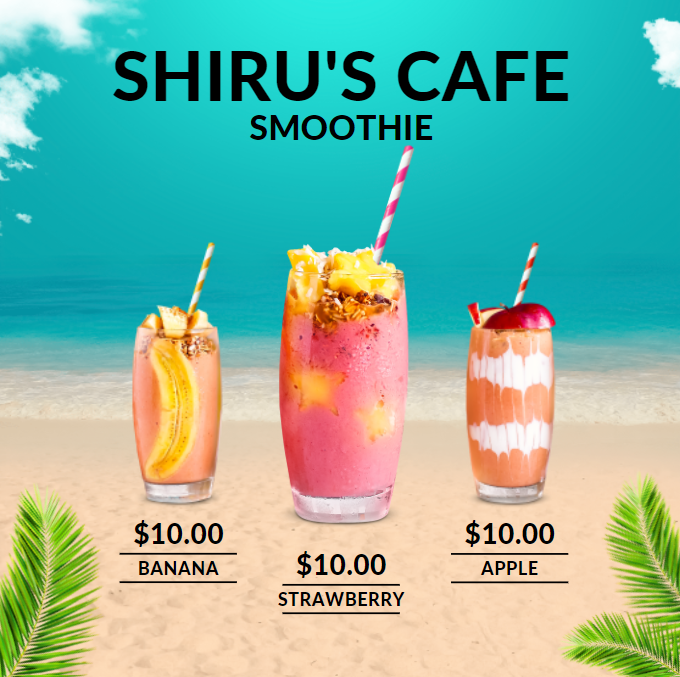 SHIRU'S CAFE
SMOOTHIE
$10.00
BANANA
$10.00
STRAWBERRY
$10.00
APPLE